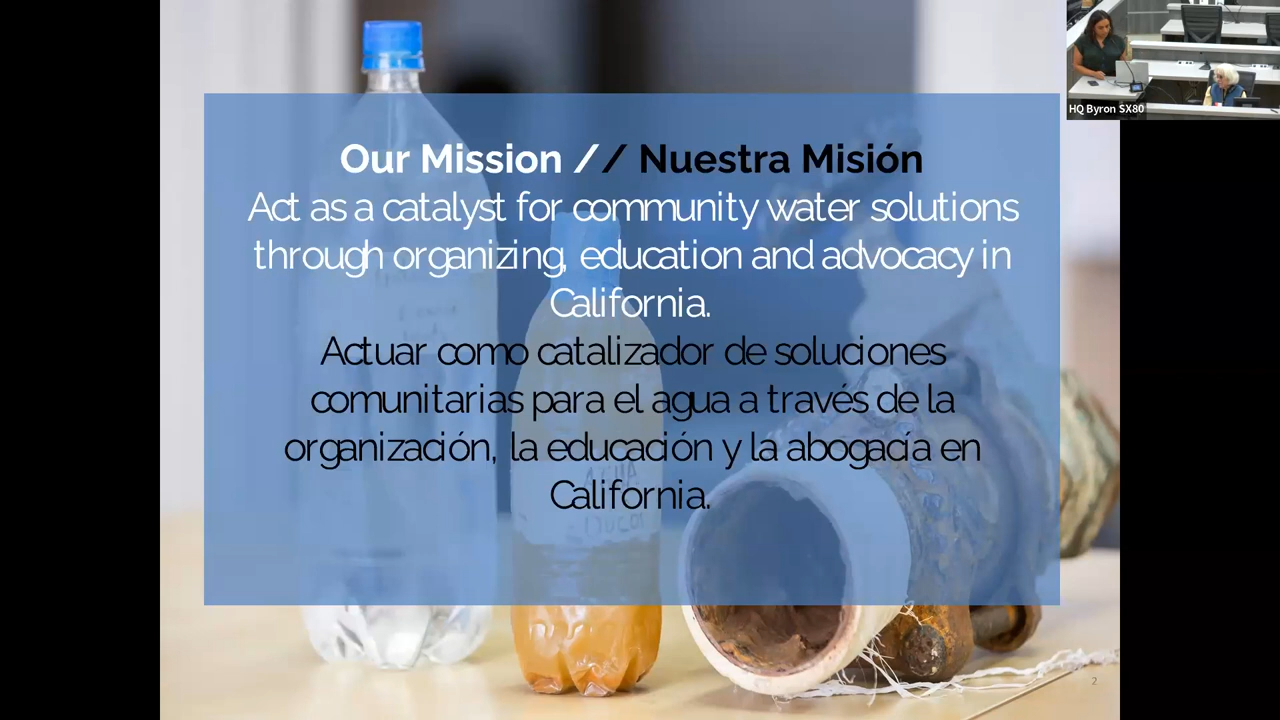 Our Mission // Nuestra Misión
Act as a catalyst for community water solutions
through organizing, education and advocacy in
California.
Actuar como catalizador de soluciones
comunitarias para el agua a través de la
organización, la educación y la abogacía en
California.
HQ Byron SX80
2